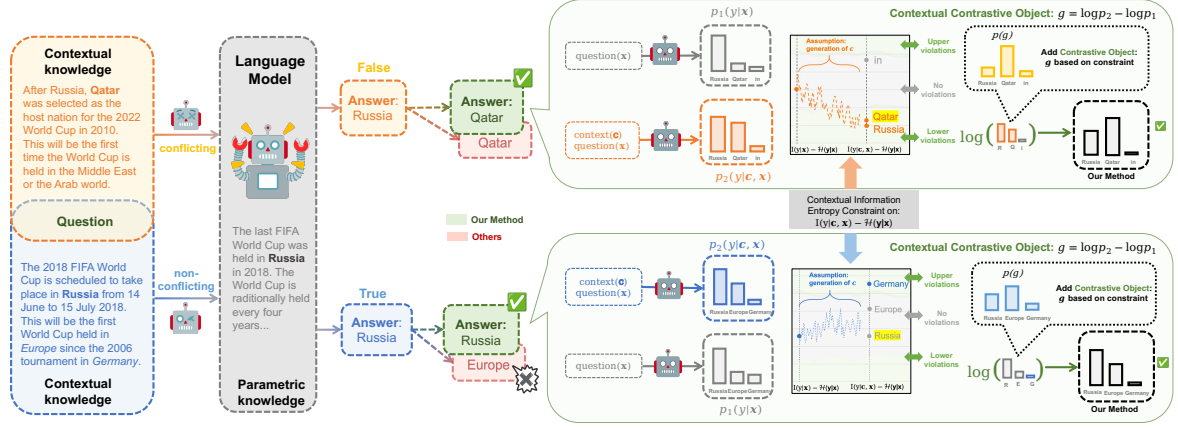 Contextual
knowledge
After Russia, Qatar
was selected as the
host nation for the 2022
World Cup in 2010.
This will be the first
time the World Cup is
held in the Middle East
or the Arab world.
Question
The 2018 FIFA World
Cup is scheduled to take
place in Russia from 14
June to 15 July 2018.
This will be the first
World Cup held in
Europe since the 2006
tournament in Germany.
Contextual
knowledge
conflicting
non-
conflicting
Language
Model
The last FIFA
World Cup was
held in Russia
in 2018. The
World Cup is
raditionally held
every four
years...
Parametric
knowledge
False
Answer:
Russia
Answer:
Qatar
Qatar
Our Method
Others
True
Answer:
Russia
Answer:
Russia
Europe
p₁(y|x)
question(x)
Russia Qatar in
context(c)
question(x)
Russia Qatar in
p₂(y|c, x)
Contextual Contrastive Object: g = logp₂ − logp₁
Assumption:
generation of c
in
Qatar
Russia
I(y|x) − H(y|x)
I(y|c, x) − H(y|x)
Upper
violations
No
violations
Lower
violations
p(g)
Russia Qatar in
Add Contrastive Object:
g based on constraint
log( )
R Q i
Russia Qatar in
Our Method
Contextual Information
Entropy Constraint on:
I(y|c, x) − H(y|x)
p₂(y|c, x)
context(c)
question(x)
Russia Europe Germany
question(x)
Russia Europe Germany
p₁(y|x)
Contextual Contrastive Object: g = logp₂ − logp₁
Assumption:
generation of c
Germany
Europe
Russia
I(y|x) − H(y|x)
I(y|c, x) − H(y|x)
Upper
violations
No
violations
Lower
violations
p(g)
Russia Europe Germany
Add Contrastive Object:
g based on constraint
log( )
R E G
Russia Europe Germany
Our Method